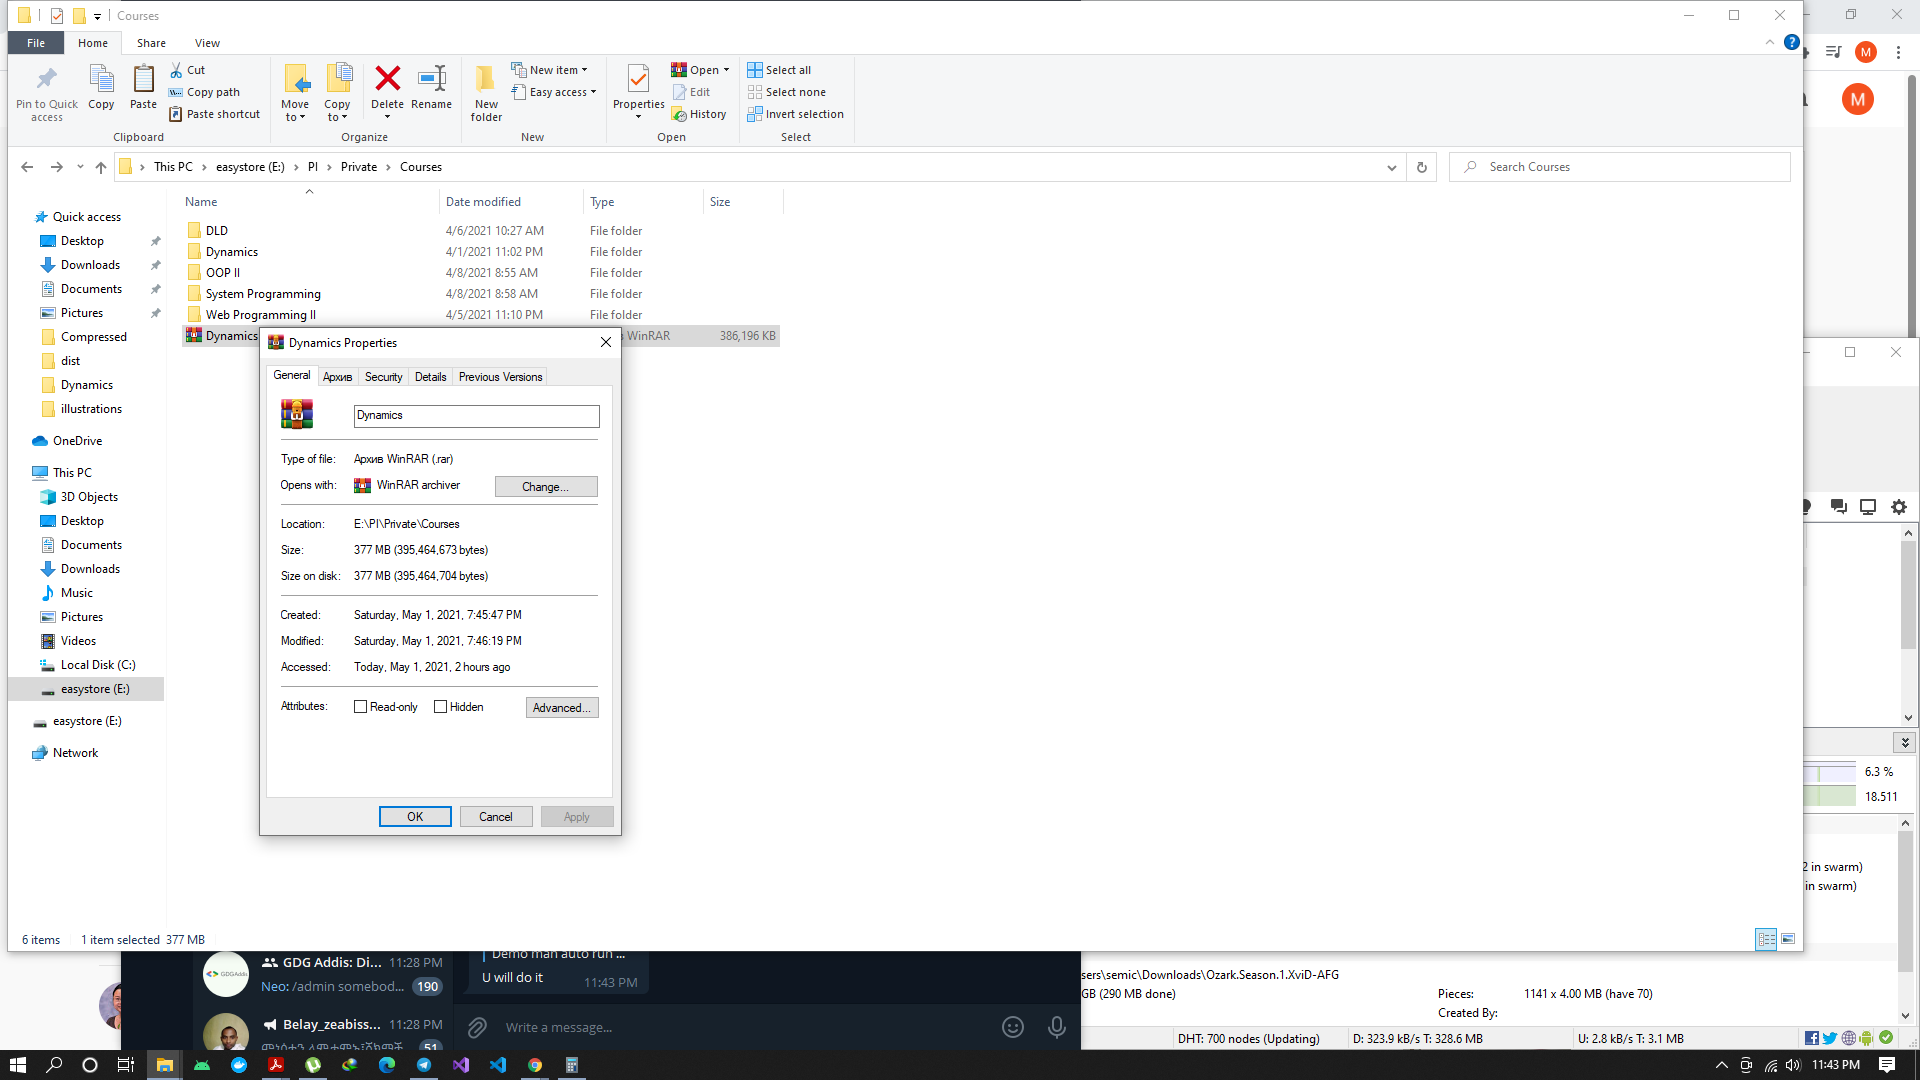 Courses
File
Home
Share
View
Pin to Quick access
Copy
Paste
Cut
Copy path
Paste shortcut
Clipboard
Move to
Copy to
Delete
Rename
Organize
New folder
New item
Easy access
New
Properties
Open
Edit
History
Open
Select all
Select none
Invert selection
Select
M
M
This PC > easystore (E:) > PI > Private > Courses
Search Courses
Name
Date modified
Type
Size
DLD 4/6/2021 10:27 AM File folder
Dynamics 4/1/2021 11:02 PM File folder
OOP II 4/8/2021 8:55 AM File folder
System Programming 4/8/2021 8:58 AM File folder
Web Programming II 4/5/2021 11:10 PM File folder
Dynamics WinRAR 386,196 KB
Quick access
Desktop
Downloads
Documents
Pictures
Compressed
dist
Dynamics
illustrations
OneDrive
This PC
3D Objects
Desktop
Documents
Downloads
Music
Pictures
Videos
Local Disk (C:)
easystore (E:)
easystore (E:)
Network
Dynamics Properties
General Архив Security Details Previous Versions
Dynamics
Type of file: Архив WinRAR (.rar)
Opens with: WinRAR archiver Change...
Location: E:\PI\Private\Courses
Size: 377 MB (395,464,673 bytes)
Size on disk: 377 MB (395,464,704 bytes)
Created: Saturday, May 1, 2021, 7:45:47 PM
Modified: Saturday, May 1, 2021, 7:46:19 PM
Accessed: Today, May 1, 2021, 2 hours ago
Attributes: Read-only Hidden Advanced...
OK Cancel Apply
6.3 %
18.511
2 in swarm)
in swarm)
6 items 1 item selected 377 MB
GDGAddis
GDG Addis: Di... 11:28 PM
Neo: /admin somebod... 190
Belay_zeabiss... 11:28 PM
51
Demo man auto run ...
U will do it 11:43 PM
Write a message...
sers\semic\Downloads\Ozark.Season.1.XviD-AFG
GB (290 MB done)
Pieces: 1141 x 4.00 MB (have 70)
Created By:
DHT: 700 nodes (Updating) D: 323.9 kB/s T: 328.6 MB U: 2.8 kB/s T: 3.1 MB
11:43 PM